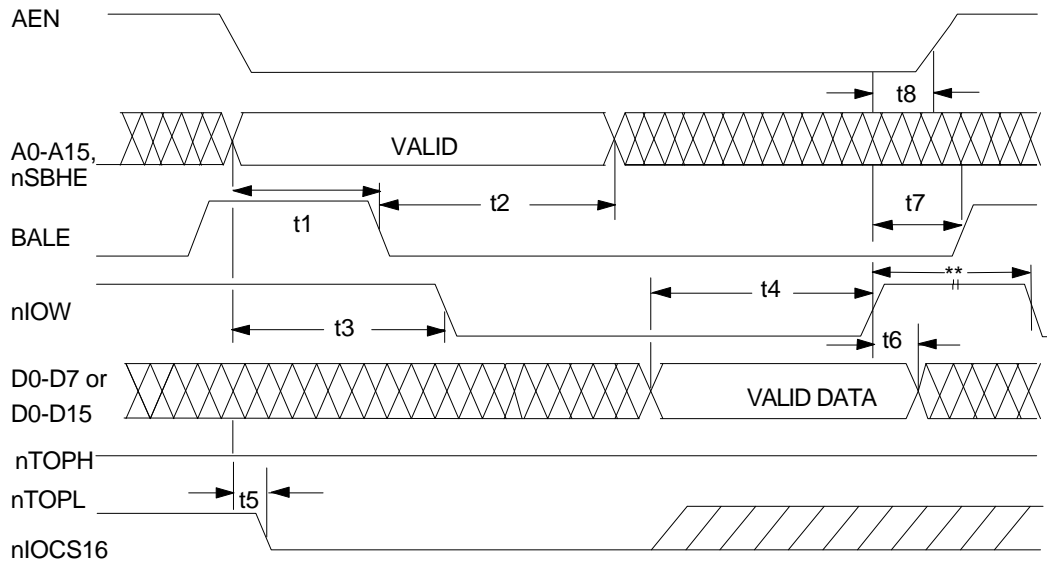 AEN
t8
A0-A15,
nSBHE
VALID
t1
t2
t7
BALE
**
nIOW
t3
t4
t6
D0-D7 or
D0-D15
VALID DATA
nTOPH
nTOPL
t5
nIOCS16